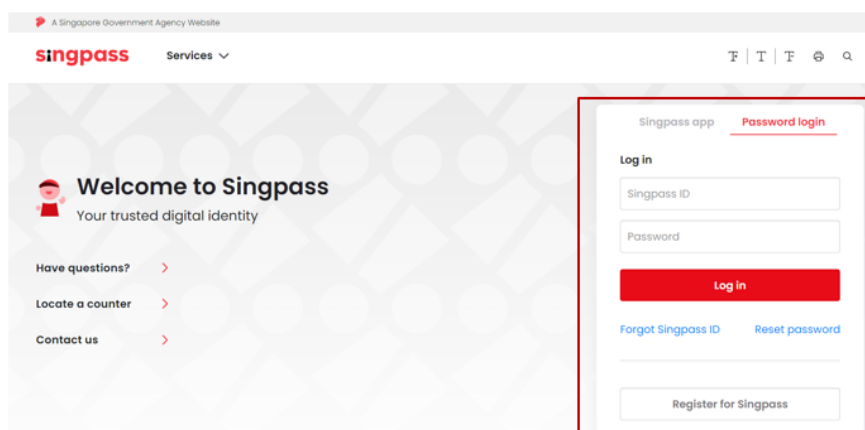 A Singapore Government Agency Website
singpass Services
T T T
Singpass app Password login
Log in
Singpass ID
Password
Log in
Forgot Singpass ID Reset password
Register for Singpass
Welcome to Singpass
Your trusted digital identity
Have questions?
Locate a counter
Contact us